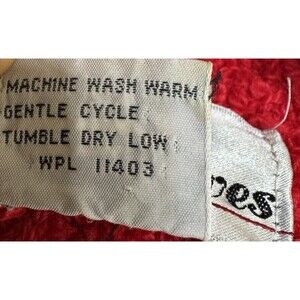 MACHINE WASH WARM
GENTLE CYCLE
TUMBLE DRY LOW
WPL 11403